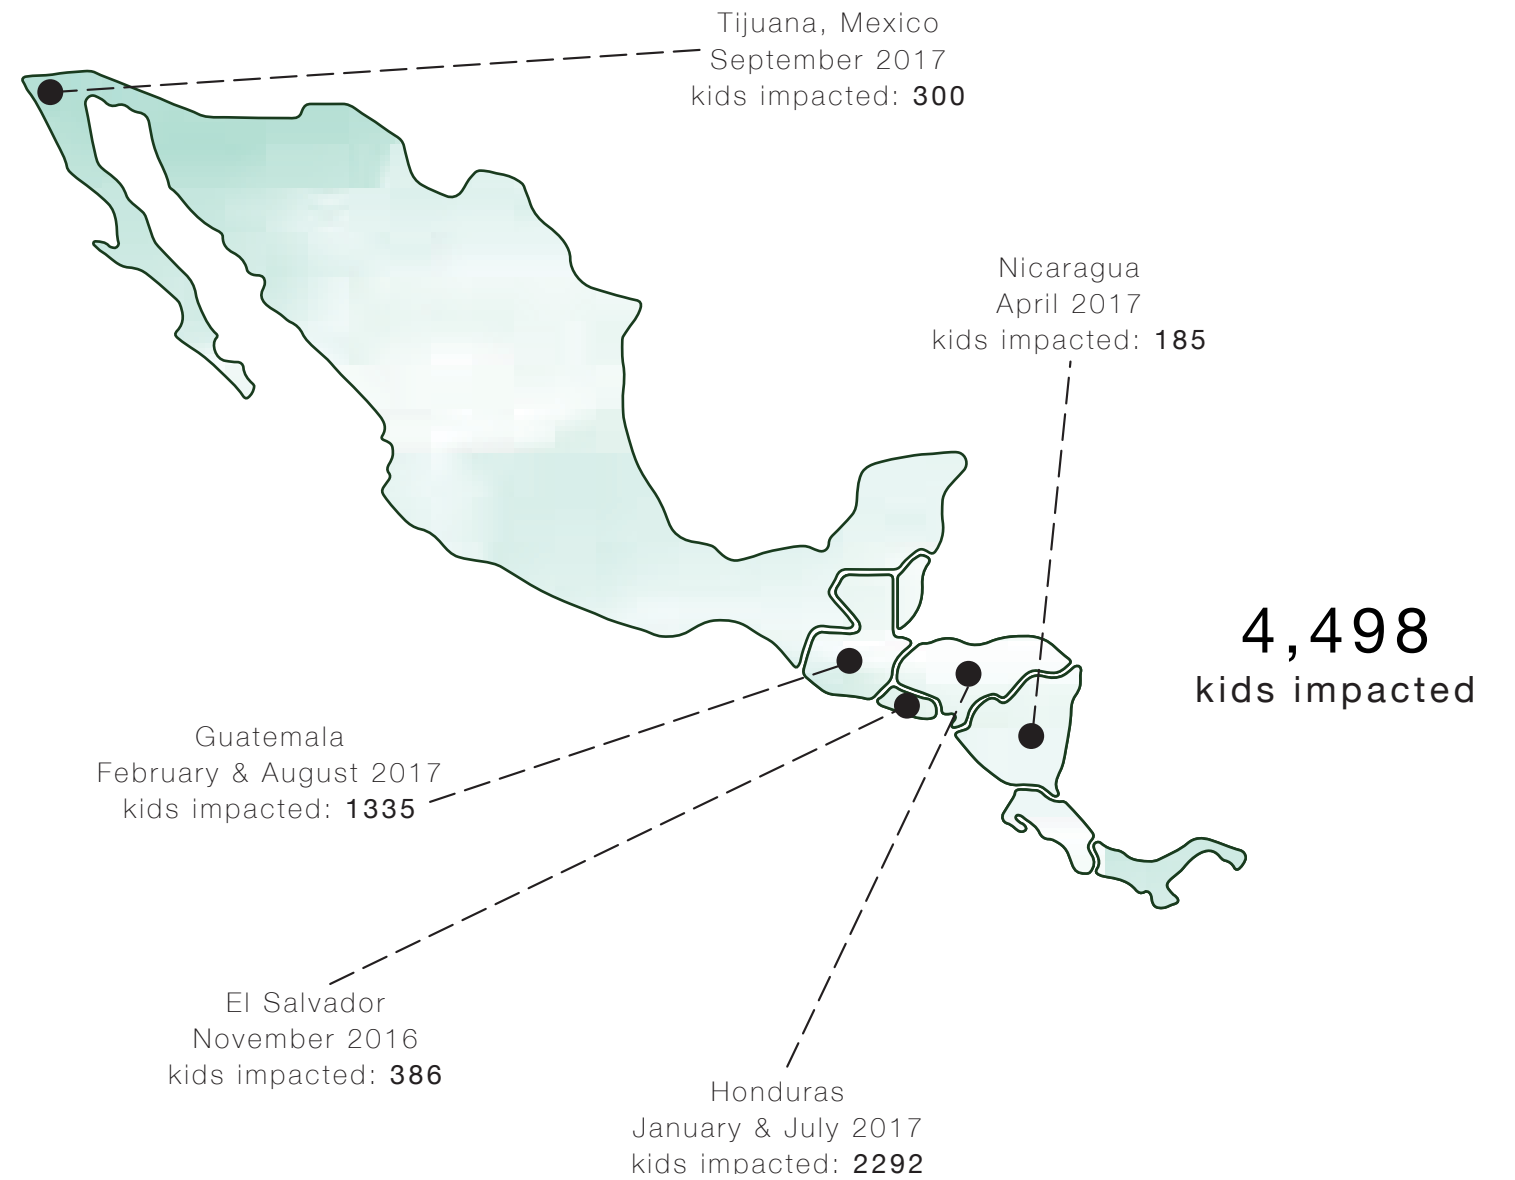 Tijuana, Mexico
September 2017
kids impacted: 300
Nicaragua
April 2017
kids impacted: 185
4,498
kids impacted
Guatemala
February & August 2017
kids impacted: 1335
El Salvador
November 2016
kids impacted: 386
Honduras
January & July 2017
kids impacted: 2292